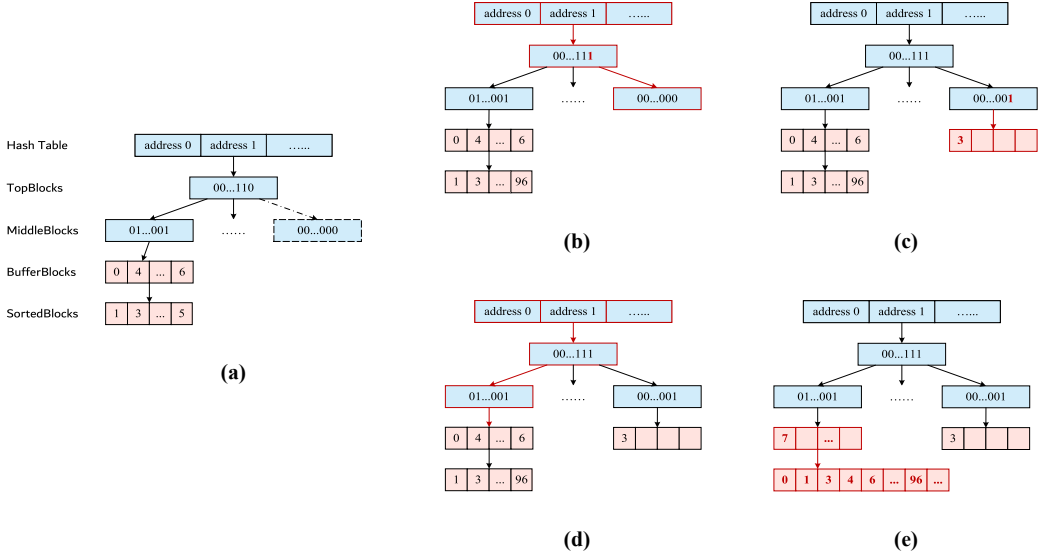 Hash Table
address 0 address 1 …...
TopBlocks
00...110
MiddleBlocks
01...001 …... 00...000
BufferBlocks
0 4 ... 6
SortedBlocks
1 3 ... 5
(a)
address 0 address 1 …...
00...111
01...001 …... 00...000
0 4 ... 6
1 3 ... 96
(b)
address 0 address 1 …...
00...111
01...001 …... 00...001
0 4 ... 6 3
1 3 ... 96
(c)
address 0 address 1 …...
00...111
01...001 …... 00...001
0 4 ... 6 3
1 3 ... 96
(d)
address 0 address 1 …...
00...111
01...001 …... 00...001
7 ... 3
0 1 3 4 6 ... 96 ...
(e)